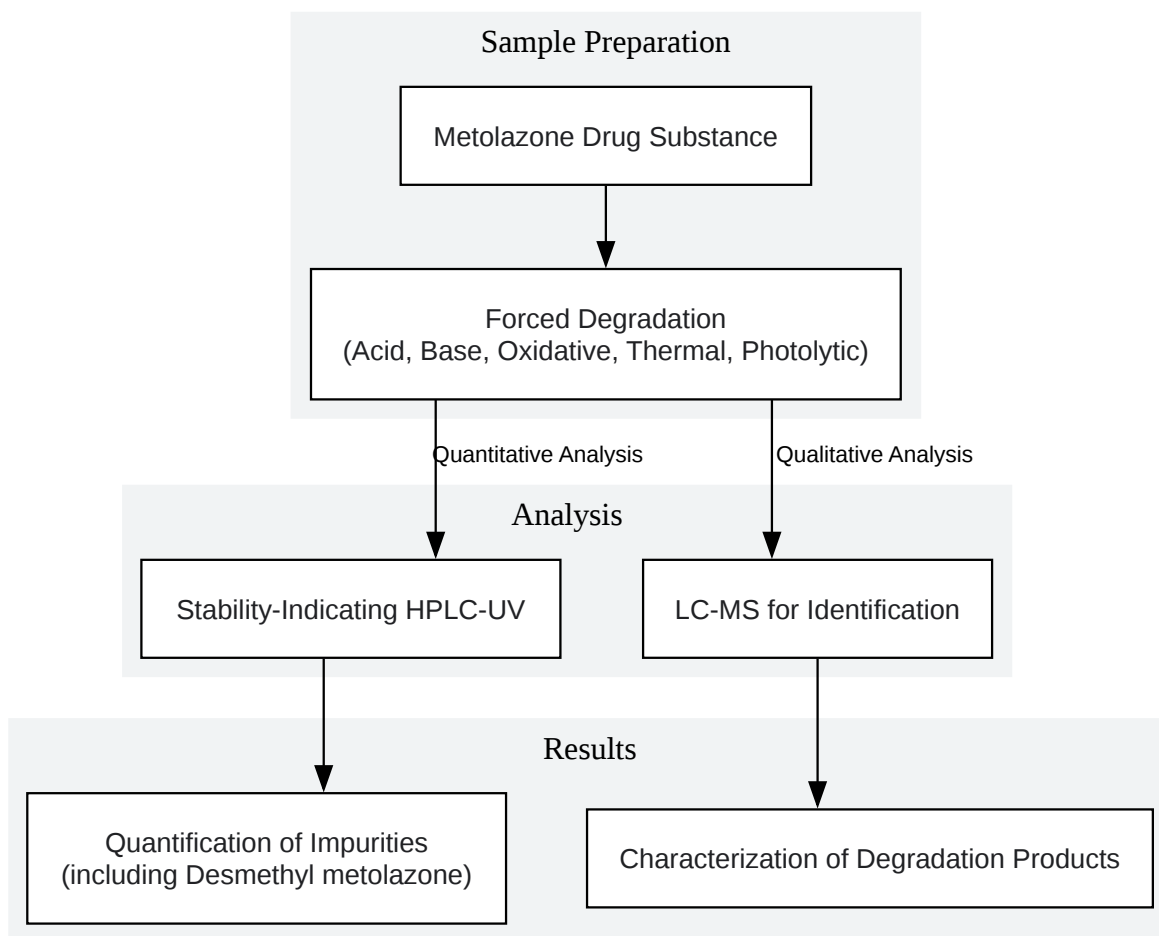 Sample Preparation
Metolazone Drug Substance
Forced Degradation
(Acid, Base, Oxidative, Thermal, Photolytic)
Quantitative Analysis
Qualitative Analysis
Analysis
Stability-Indicating HPLC-UV
LC-MS for Identification
Results
Quantification of Impurities
(including Desmethyl metolazone)
Characterization of Degradation Products